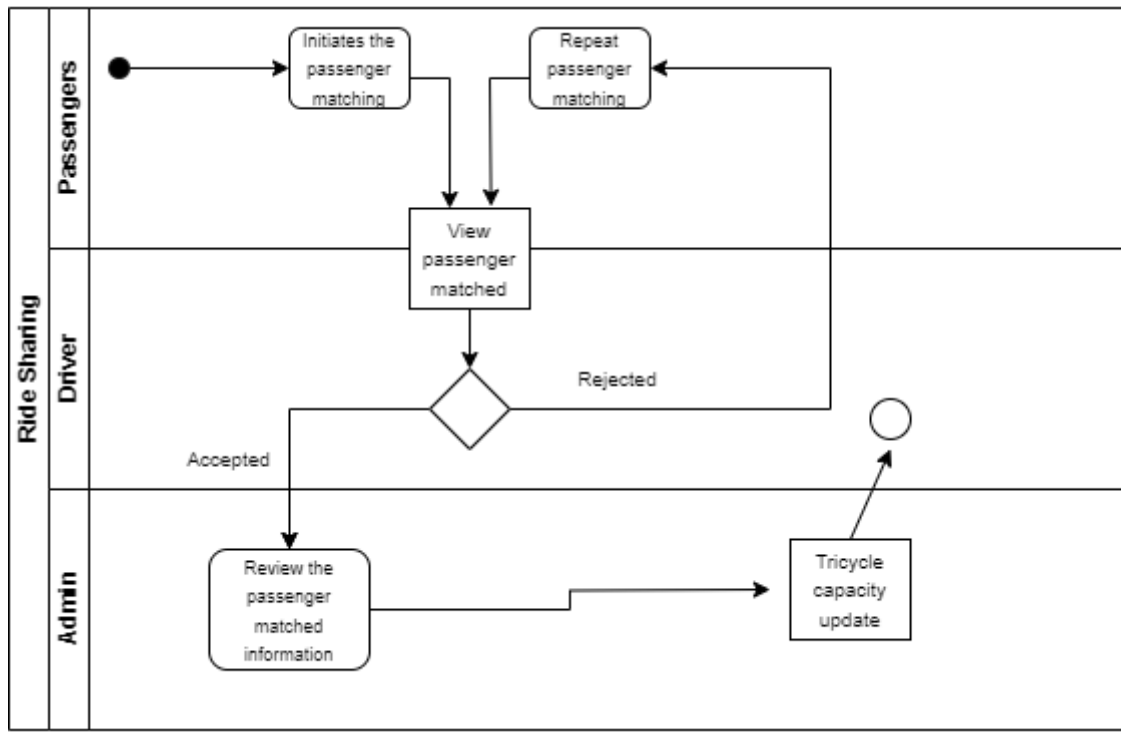 Ride Sharing
Passengers
Initiates the
passenger
matching
Repeat
passenger
matching
View
passenger
matched
Driver
Rejected
Accepted
Admin
Review the
passenger
matched
information
Tricycle
capacity
update